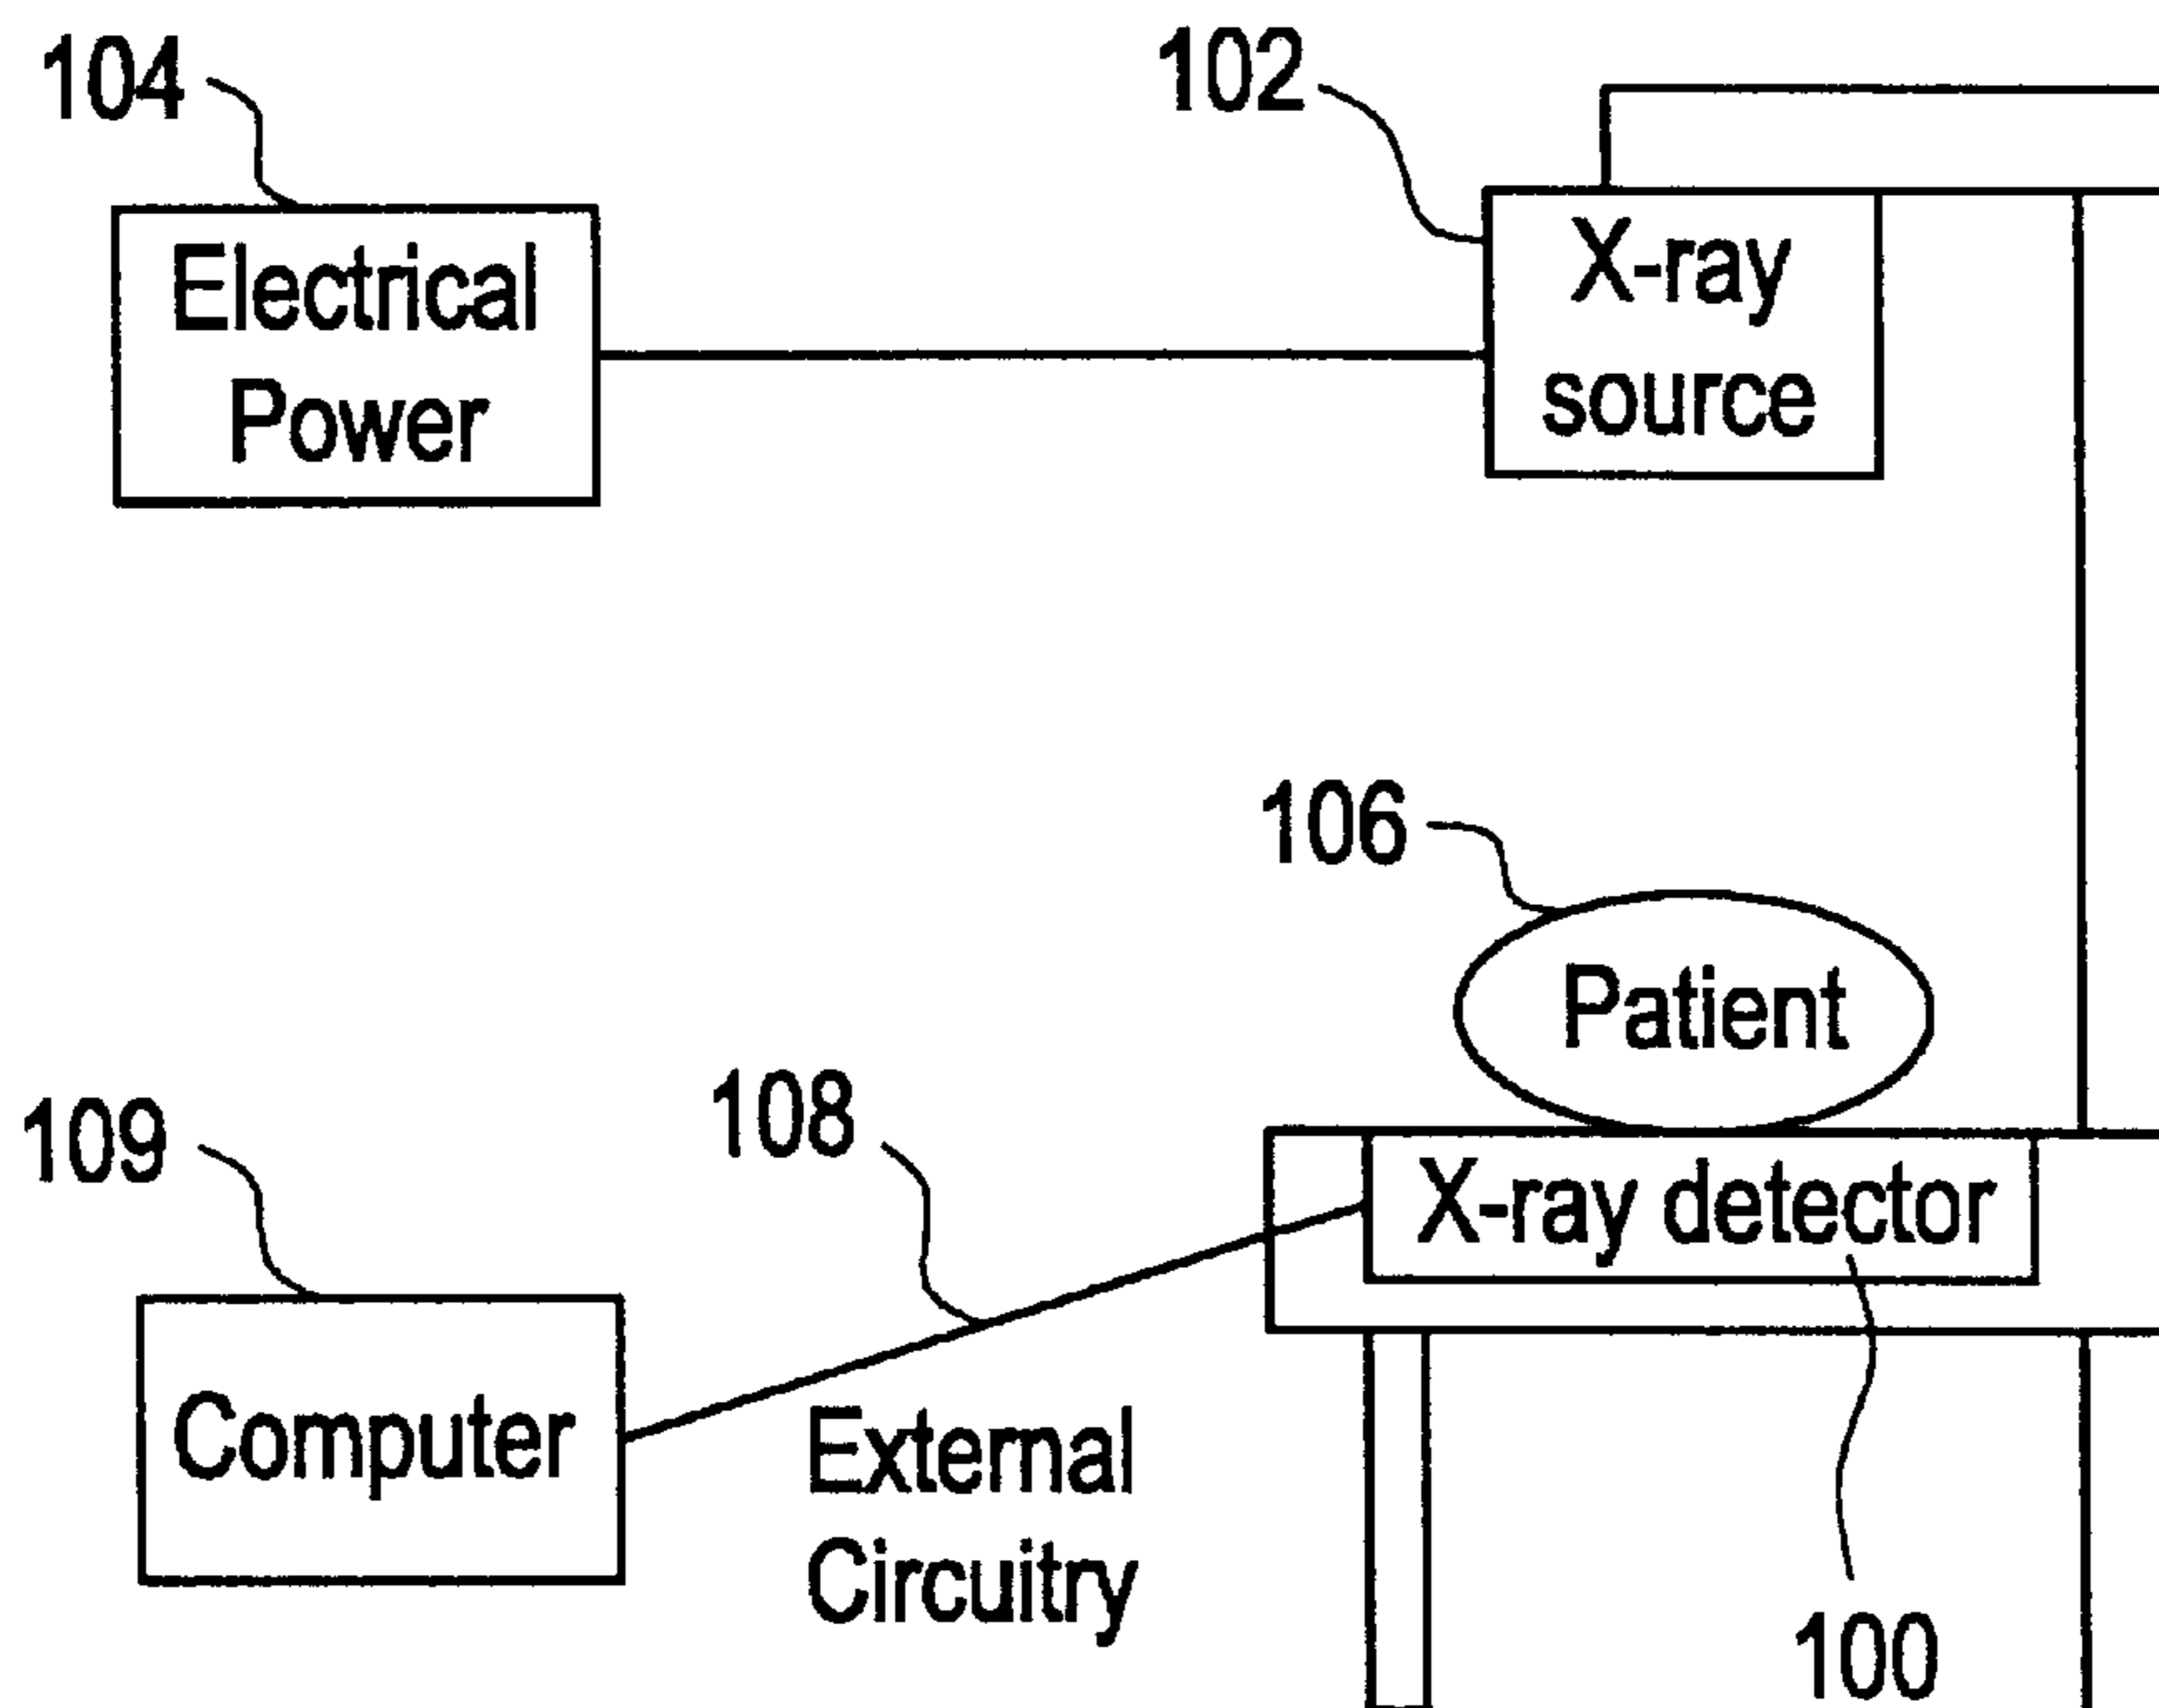 104
102
Electrical
Power
X-ray
source
106
Patient
109
108
X-ray detector
Computer
External
Circuitry
100